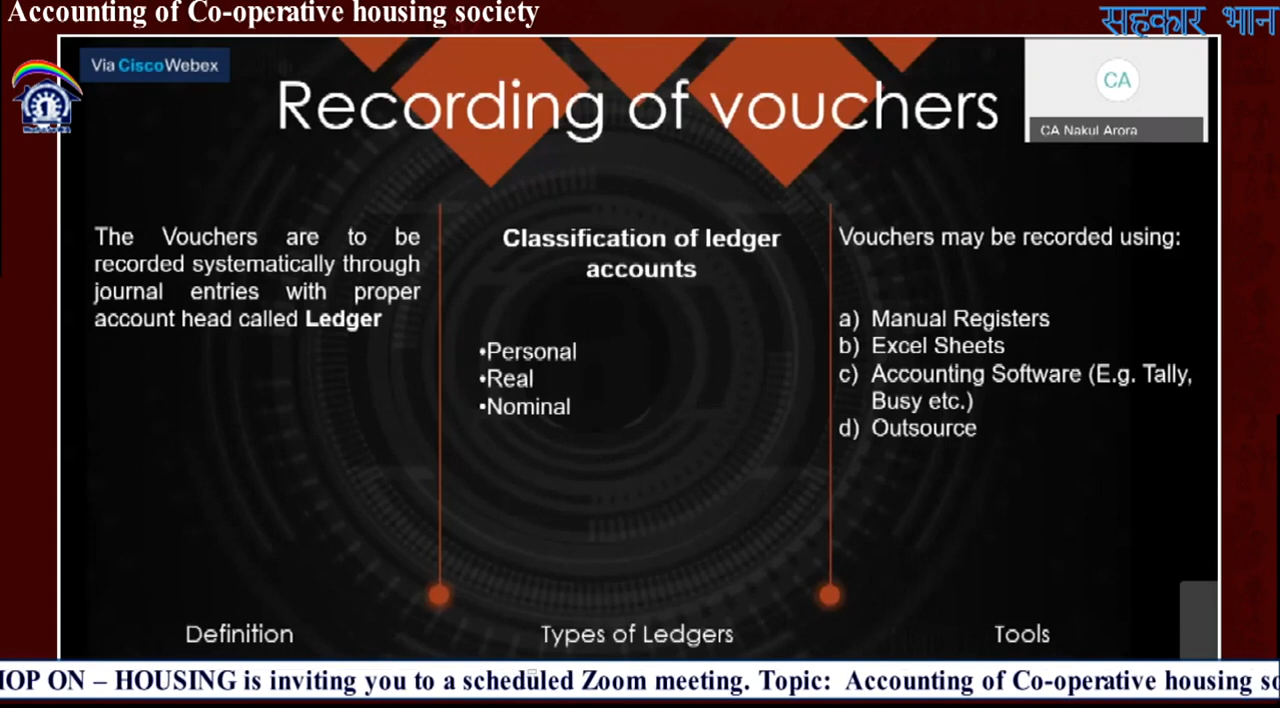 Accounting of Co-operative housing society
सहकार भान
Via CiscoWebex
Recording of vouchers
CA
CA Nakul Arora
The Vouchers are to be
recorded systematically through
journal entries with proper
account head called Ledger
Classification of ledger
accounts
•Personal
•Real
•Nominal
Vouchers may be recorded using:
a) Manual Registers
b) Excel Sheets
c) Accounting Software (E.g. Tally,
Busy etc.)
d) Outsource
Definition
Types of Ledgers
Tools
HOP ON – HOUSING is inviting you to a scheduled Zoom meeting. Topic: Accounting of Co-operative housing so